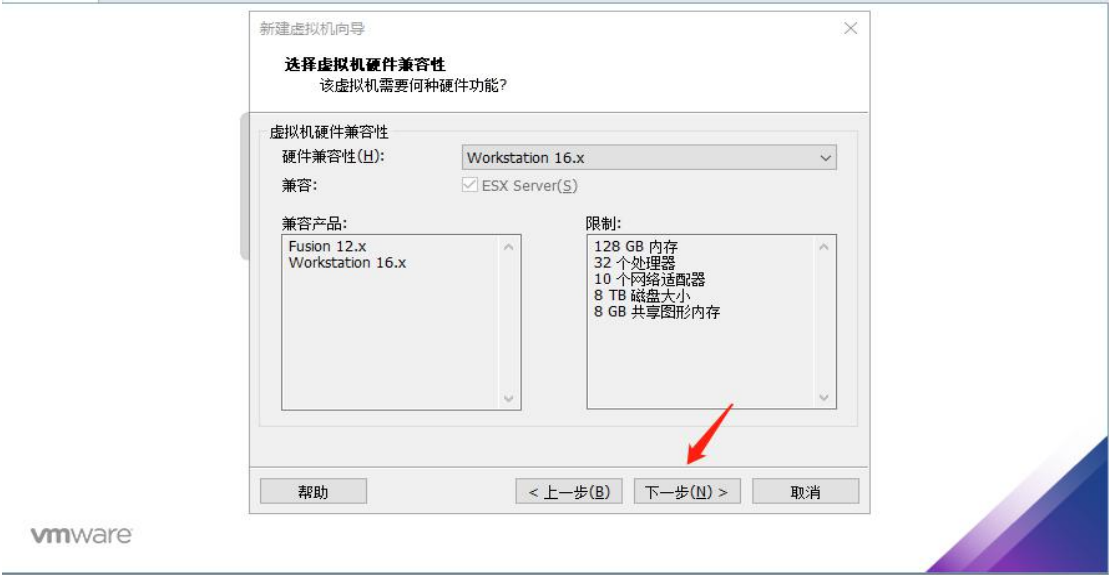 新建虚拟机向导
选择虚拟机硬件兼容性
该虚拟机需要何种硬件功能?
虚拟机硬件兼容性
硬件兼容性(H):
Workstation 16.x
兼容:
ESX Server(S)
兼容产品:
Fusion 12.x
Workstation 16.x
限制:
128 GB 内存
32 个处理器
10 个网络适配器
8 TB 磁盘大小
8 GB 共享图形内存
帮助
< 上一步(B)
下一步(N) >
取消
vmware